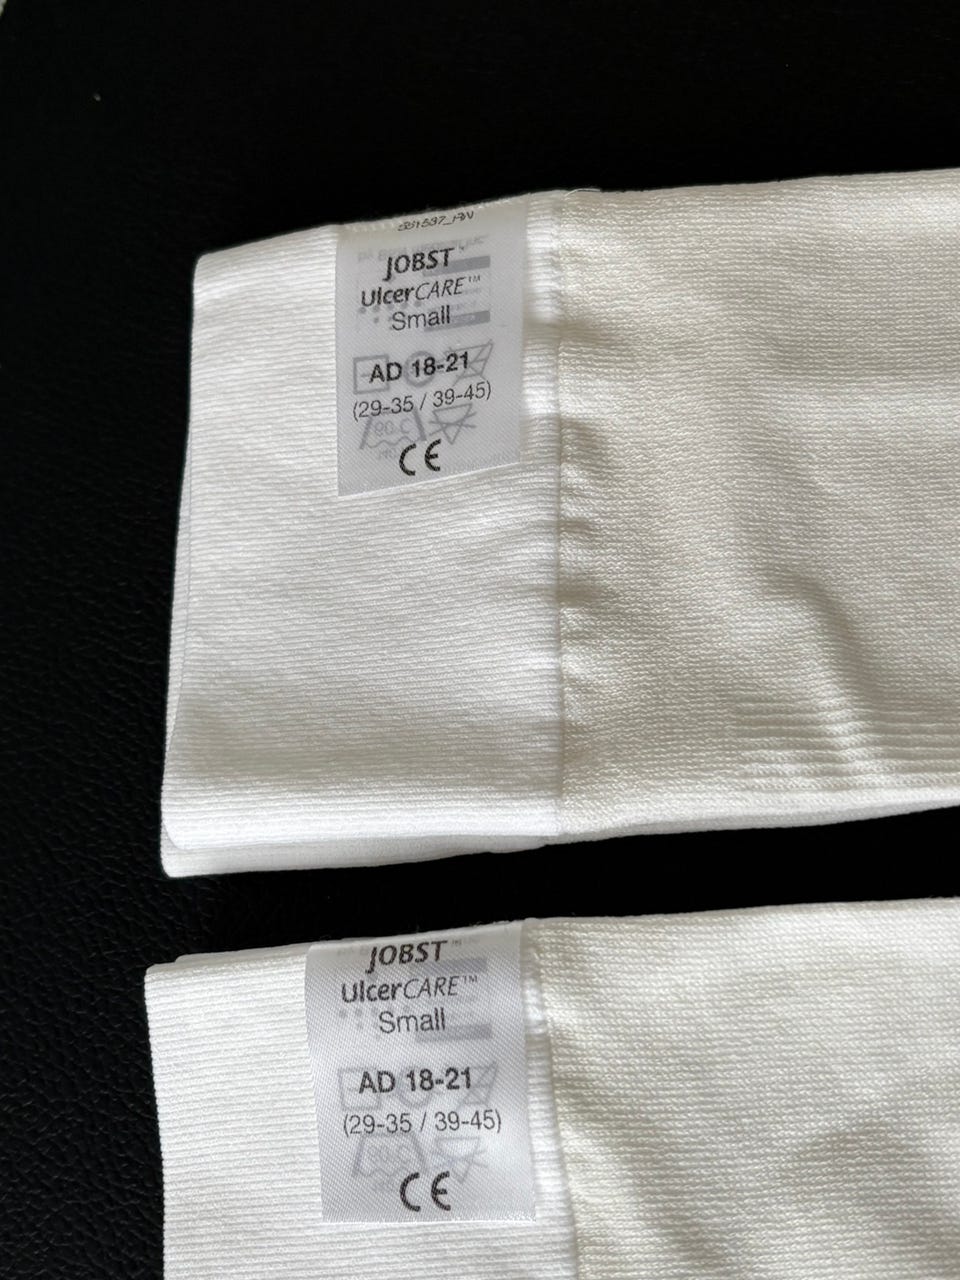 JOBST
UlcerCARE™
Small
AD 18-21
(29-35 / 39-45)
CE
JOBST
UlcerCARE™
Small
AD 18-21
(29-35 / 39-45)
CE